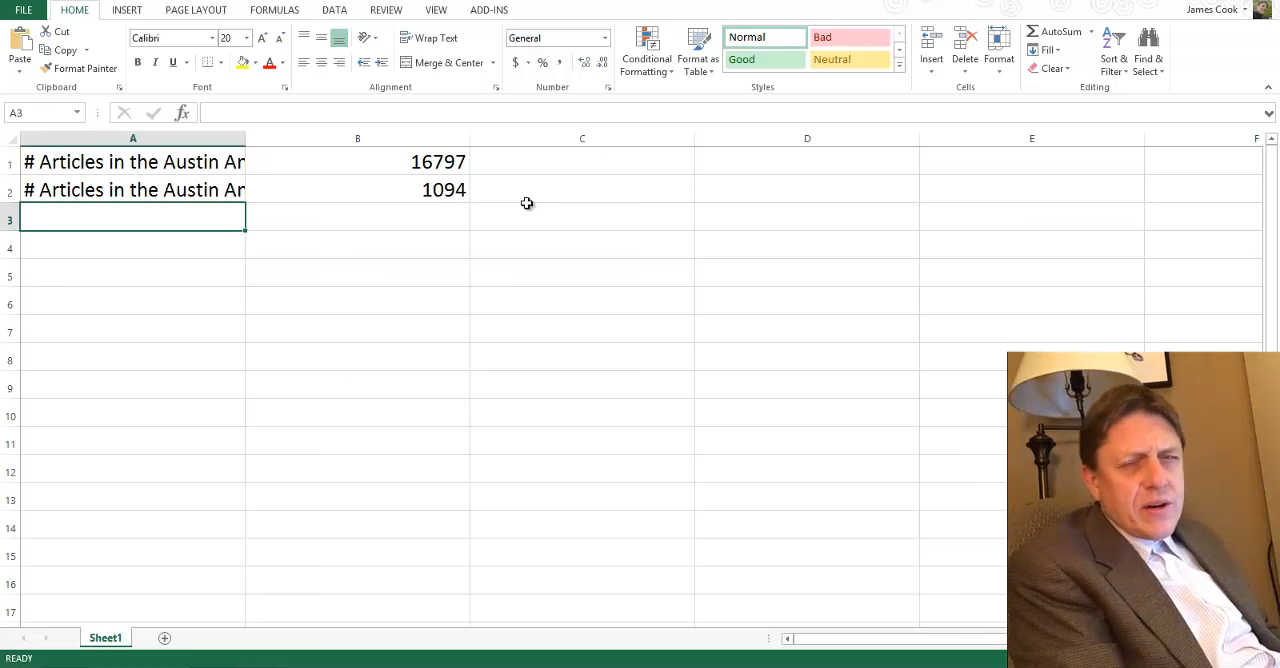 FILE HOME INSERT PAGE LAYOUT FORMULAS DATA REVIEW VIEW ADD-INS James Cook
Paste
Cut
Copy
Format Painter
Clipboard
Calibri 20 A A
B I U A
Font
Wrap Text
Merge & Center
Alignment
General
$ % ,
Number
Conditional Formatting
Format as Table
Normal Bad
Good Neutral
Styles
Insert Delete Format
Cells
AutoSum
Fill
Clear
Sort & Filter
Find & Select
Editing
A3 fx
A B C D E F
1 # Articles in the Austin Ar 16797
2 # Articles in the Austin Ar 1094
3
4
5
6
7
8
9
10
11
12
13
14
15
16
17
Sheet1
READY